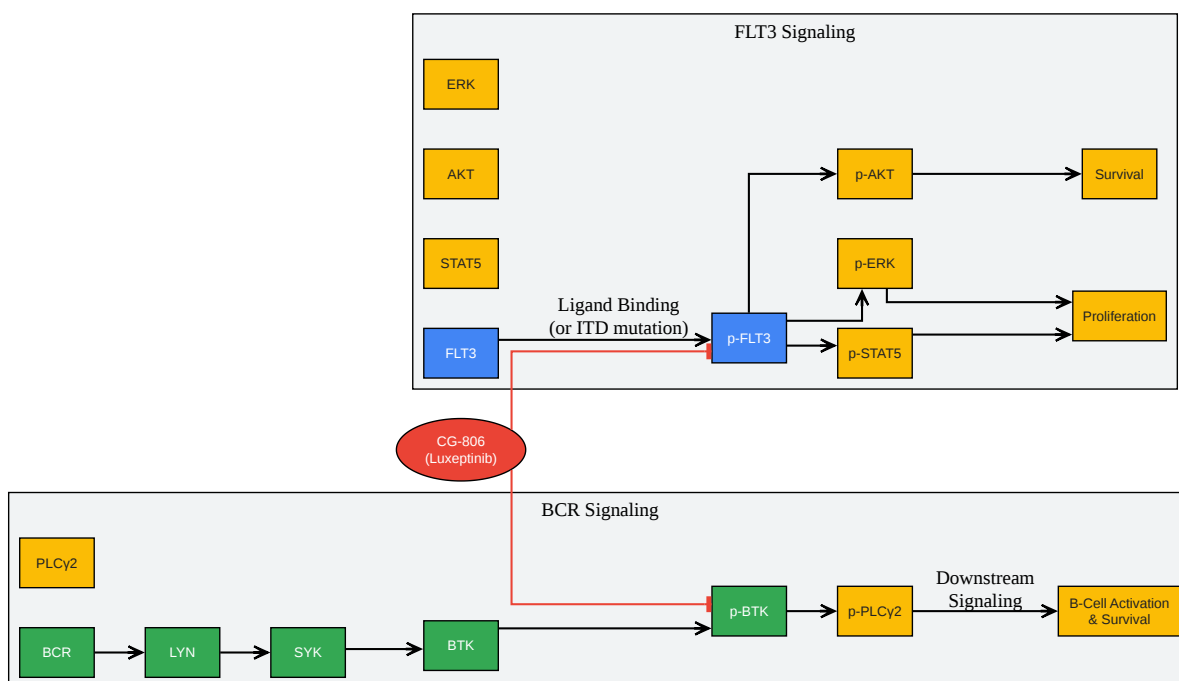 FLT3 Signaling
ERK
AKT
p-AKT
Survival
STAT5
p-ERK
Ligand Binding
(or ITD mutation)
Proliferation
FLT3
p-FLT3
p-STAT5
CG-806
(Luxeptinib)
BCR Signaling
PLCγ2
Downstream
Signaling
p-BTK
p-PLCγ2
B-Cell Activation
& Survival
BCR
LYN
SYK
BTK